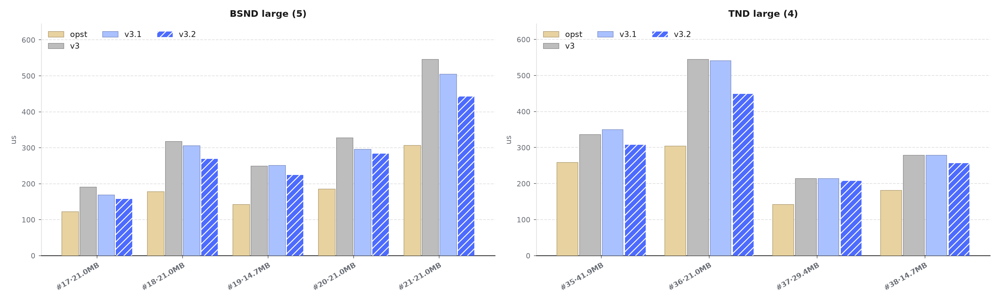 BSND large (5)
opst
v3.1
v3.2
v3
us
600
500
400
300
200
100
0
#17·21.0MB
#18·21.0MB
#19·14.7MB
#20·21.0MB
#21·21.0MB
TND large (4)
opst
v3.1
v3.2
v3
us
600
500
400
300
200
100
0
#35·41.9MB
#36·21.0MB
#37·29.4MB
#38·14.7MB